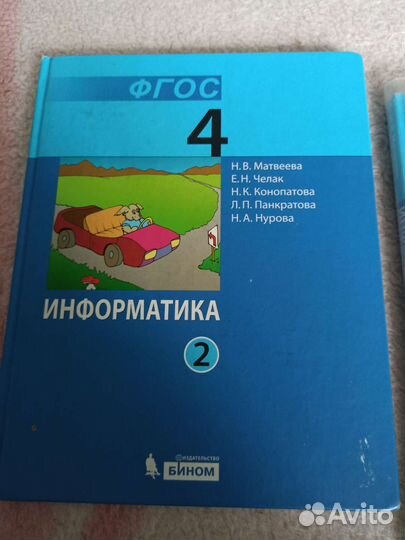 ФГОС
4
Н. В. Матвеева
Е. Н. Челак
Н. К. Конопатова
Л. П. Панкратова
Н. А. Нурова
ИНФОРМАТИКА
2
ИЗДАТЕЛЬСТВО
БИНОМ
Avito